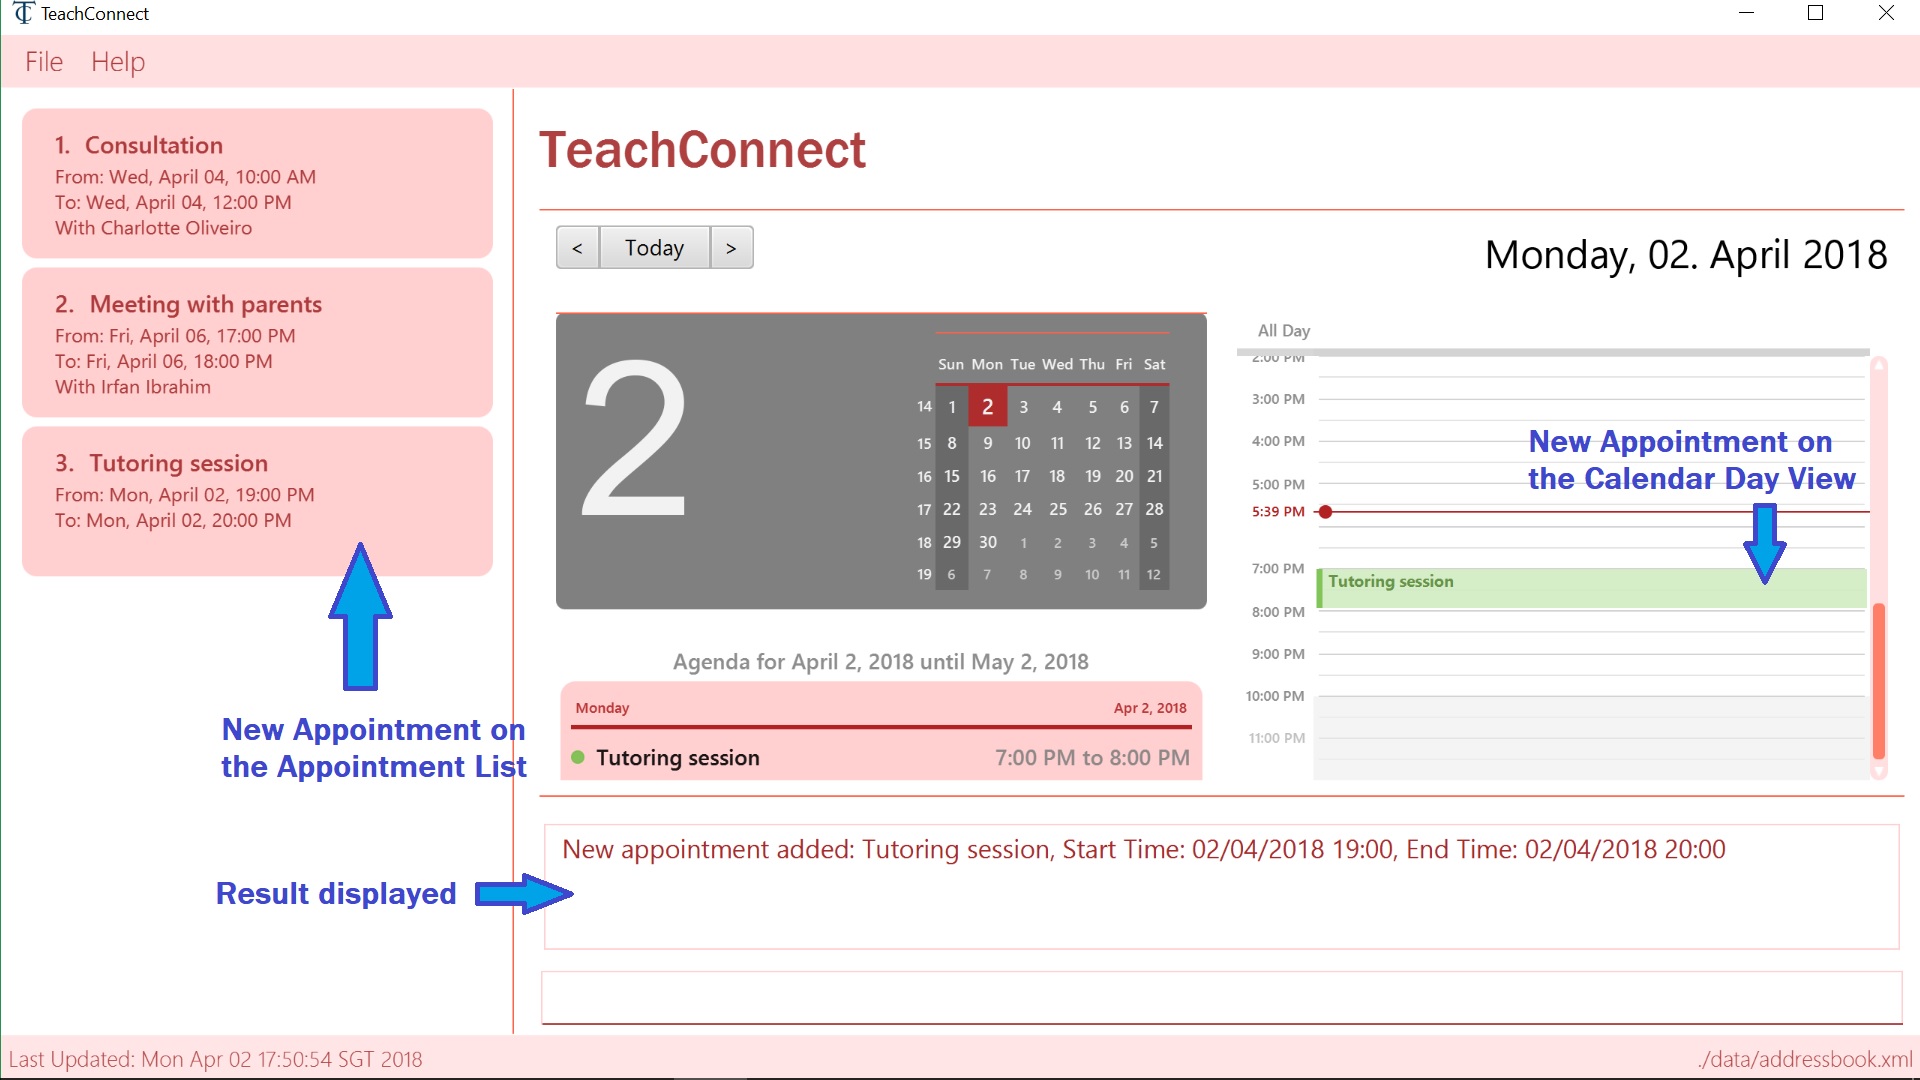 TeachConnect
File Help
1. Consultation
From: Wed, April 04, 10:00 AM
To: Wed, April 04, 12:00 PM
With Charlotte Oliveiro
2. Meeting with parents
From: Fri, April 06, 17:00 PM
To: Fri, April 06, 18:00 PM
With Irfan Ibrahim
3. Tutoring session
From: Mon, April 02, 19:00 PM
To: Mon, April 02, 20:00 PM
New Appointment on
the Appointment List
TeachConnect
< Today >
Monday, 02. April 2018
2
Sun Mon Tue Wed Thu Fri Sat
14 1 2 3 4 5 6 7
15 8 9 10 11 12 13 14
16 15 16 17 18 19 20 21
17 22 23 24 25 26 27 28
18 29 30 1 2 3 4 5
19 6 7 8 9 10 11 12
Agenda for April 2, 2018 until May 2, 2018
Monday Apr 2, 2018
Tutoring session 7:00 PM to 8:00 PM
All Day
2:00 PM
3:00 PM
4:00 PM
New Appointment on
the Calendar Day View
5:00 PM
5:39 PM
7:00 PM
Tutoring session
8:00 PM
9:00 PM
10:00 PM
11:00 PM
New appointment added: Tutoring session, Start Time: 02/04/2018 19:00, End Time: 02/04/2018 20:00
Result displayed
Last Updated: Mon Apr 02 17:50:54 SGT 2018
./data/addressbook.xml